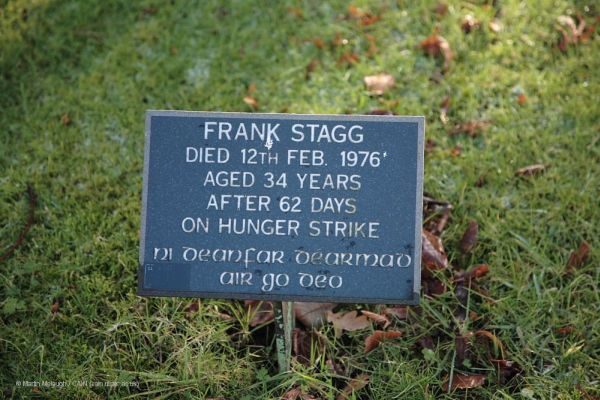 FRANK STAGG
DIED 12TH FEB. 1976
AGED 34 YEARS
AFTER 62 DAYS
ON HUNGER STRIKE
ni deanfar dearmad
air go deo